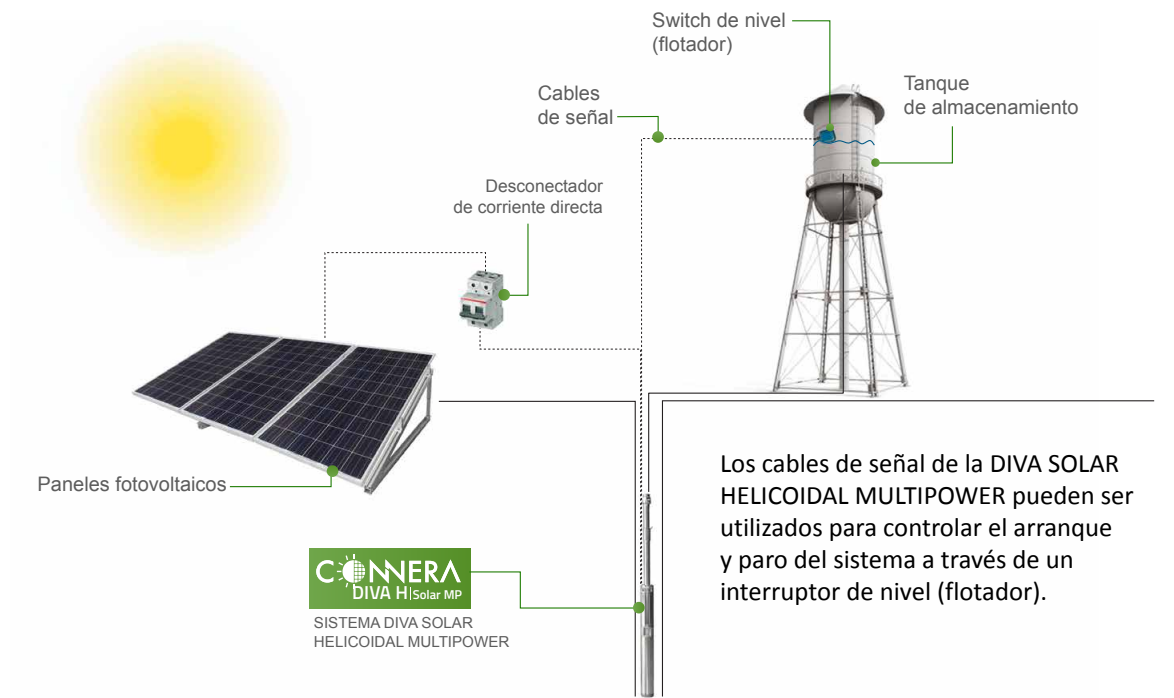 Switch de nivel
(flotador)
Tanque
de almacenamiento
Cables
de señal
Desconectador
de corriente directa
Paneles fotovoltaicos
CONNERA
DIVA H|Solar MP
SISTEMA DIVA SOLAR
HELICOIDAL MULTIPOWER
Los cables de señal de la DIVA SOLAR
HELICOIDAL MULTIPOWER pueden ser
utilizados para controlar el arranque
y paro del sistema a través de un
interruptor de nivel (flotador).